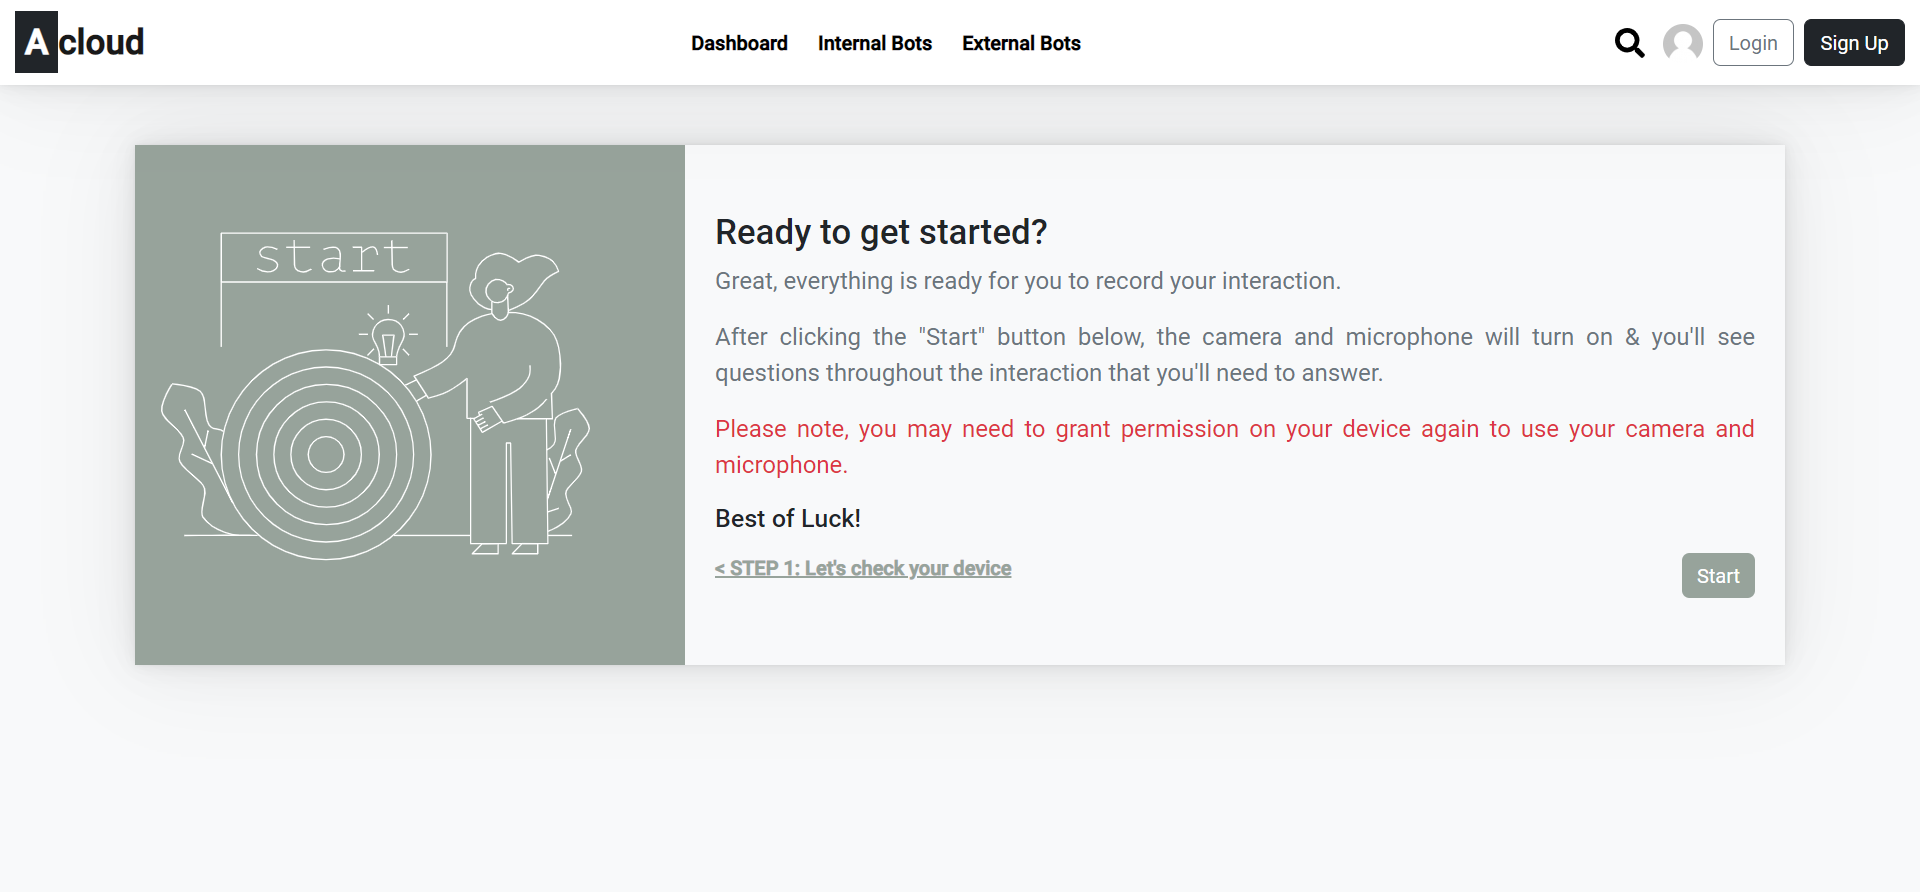 Acloud
Dashboard
Internal Bots
External Bots
Login
Sign Up
start
Ready to get started?
Great, everything is ready for you to record your interaction.
After clicking the "Start" button below, the camera and microphone will turn on & you'll see
questions throughout the interaction that you'll need to answer.
Please note, you may need to grant permission on your device again to use your camera and
microphone.
Best of Luck!
< STEP 1: Let's check your device
Start